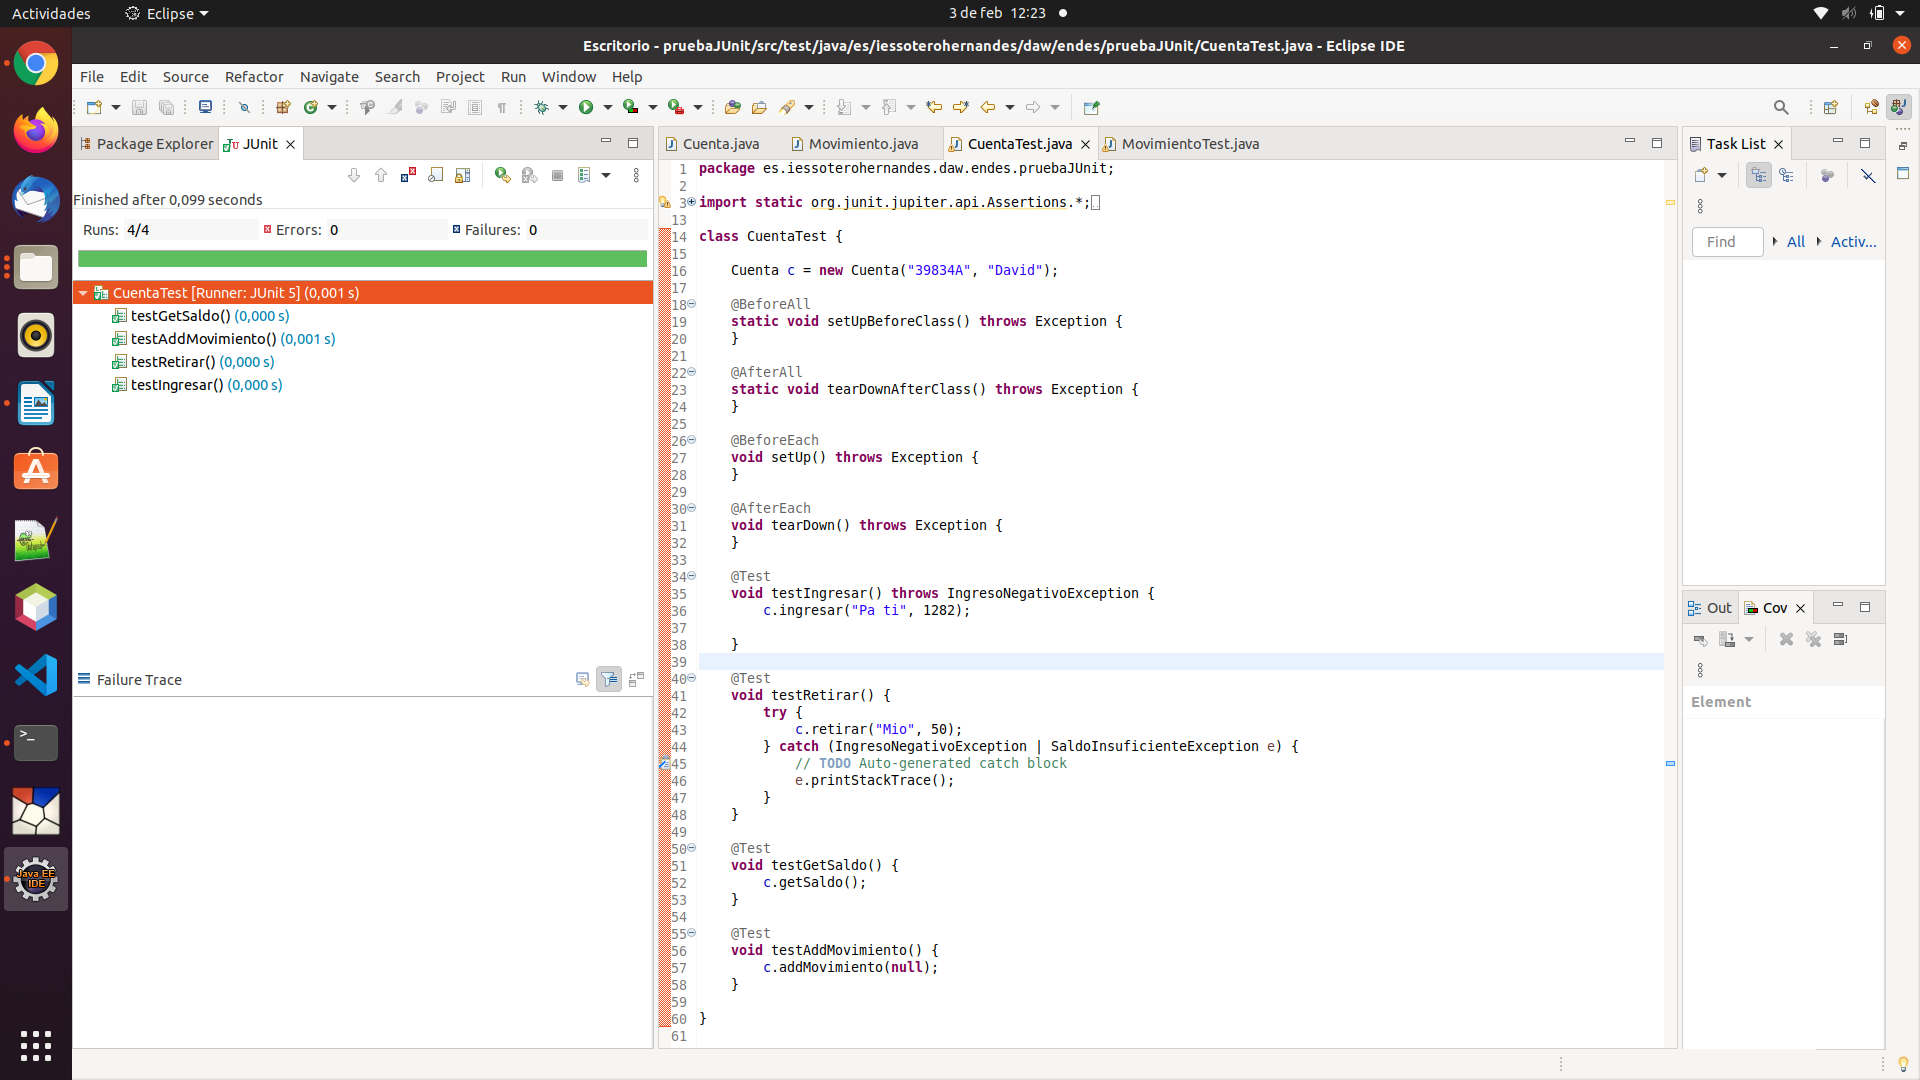 Actividades
Eclipse
3 de feb 12:23
Escritorio - pruebaJUnit/src/test/java/es/iessoterohernandes/daw/endes/pruebaJUnit/CuentaTest.java - Eclipse IDE
File Edit Source Refactor Navigate Search Project Run Window Help
Package Explorer
JUnit
Finished after 0,099 seconds
Runs: 4/4 Errors: 0 Failures: 0
CuentaTest [Runner: JUnit 5] (0,001 s)
testGetSaldo() (0,000 s)
testAddMovimiento() (0,001 s)
testRetirar() (0,000 s)
testIngresar() (0,000 s)
Failure Trace
Cuenta.java
Movimiento.java
CuentaTest.java
MovimientoTest.java
1 package es.iessoterohernandes.daw.endes.pruebaJUnit;
2
3 import static org.junit.jupiter.api.Assertions.*;
13
14 class CuentaTest {
15
16 Cuenta c = new Cuenta("39834A", "David");
17
18 @BeforeAll
19 static void setUpBeforeClass() throws Exception {
20 }
21
22 @AfterAll
23 static void tearDownAfterClass() throws Exception {
24 }
25
26 @BeforeEach
27 void setUp() throws Exception {
28 }
29
30 @AfterEach
31 void tearDown() throws Exception {
32 }
33
34 @Test
35 void testIngresar() throws IngresoNegativoException {
36 c.ingresar("Pa ti", 1282);
37
38 }
39
40 @Test
41 void testRetirar() {
42 try {
43 c.retirar("Mio", 50);
44 } catch (IngresoNegativoException | SaldoInsuficienteException e) {
45 // TODO Auto-generated catch block
46 e.printStackTrace();
47 }
48 }
49
50 @Test
51 void testGetSaldo() {
52 c.getSaldo();
53 }
54
55 @Test
56 void testAddMovimiento() {
57 c.addMovimiento(null);
58 }
59
60 }
61
Task List
Find All Activ...
Out
Cov
Element
Java EE
IDE